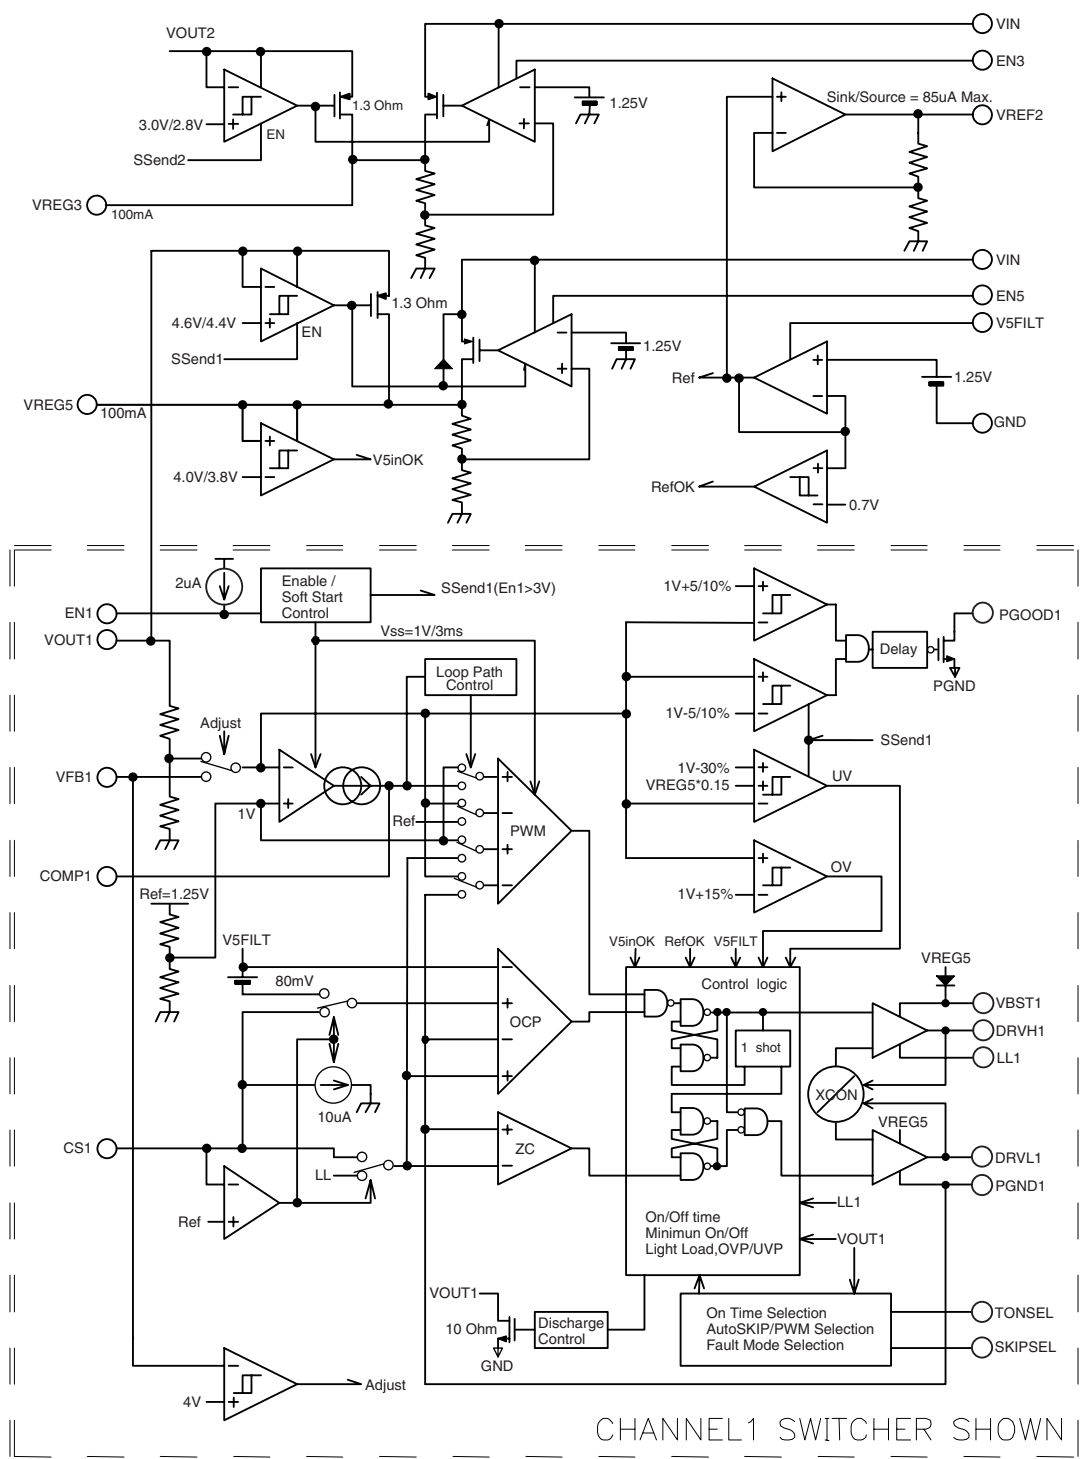 VOUT2
VIN
EN3
1.3 Ohm
1.25V
Sink/Source = 85uA Max.
3.0V/2.8V
EN
VREF2
SSend2
VREG3
100mA
VIN
EN5
1.3 Ohm
4.6V/4.4V
EN
V5FILT
SSend1
1.25V
Ref
1.25V
VREG5
100mA
GND
4.0V/3.8V
V5inOK
RefOK
0.7V
2uA
Enable /
Soft Start
Control
SSend1(En1>3V)
1V+5/10%
EN1
PGOOD1
VOUT1
Vss=1V/3ms
Delay
Loop Path
Control
PGND
1V-5/10%
Adjust
SSend1
VFB1
1V-30%
VREG5*0.15
UV
1V
Ref
PWM
COMP1
OV
Ref=1.25V
1V+15%
V5FILT
V5inOK
RefOK
V5FILT
VREG5
80mV
Control logic
VBST1
OCP
DRVH1
1 shot
LL1
10uA
XCON
VREG5
CS1
ZC
DRVL1
LL
PGND1
LL1
Ref
On/Off time
Minimun On/Off
Light Load,OVP/UVP
VOUT1
VOUT1
10 Ohm
Discharge
Control
On Time Selection
AutoSKIP/PWM Selection
Fault Mode Selection
TONSEL
SKIPSEL
GND
4V
Adjust
CHANNEL1 SWITCHER SHOWN